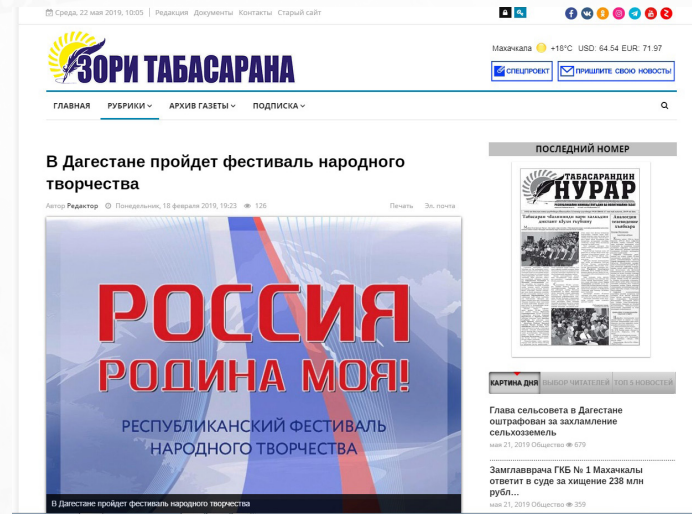 Среда, 22 мая 2019, 10:05 Редакция Документы Контакты Старый сайт
ЗОРИ ТАБАСАРАНА
Махачкала +18°C USD: 64.54 EUR: 71.97
СПЕЦПРОЕКТ ПРИШЛИТЕ СВОЮ НОВОСТЬ!
ГЛАВНАЯ РУБРИКИ АРХИВ ГАЗЕТЫ ПОДПИСКА
В Дагестане пройдет фестиваль народного
творчества
Автор Редактор Понедельник, 18 февраля 2019, 19:23 126 Печать Эл. почта
РОССИЯ
РОДИНА МОЯ!
РЕСПУБЛИКАНСКИЙ ФЕСТИВАЛЬ
НАРОДНОГО ТВОРЧЕСТВА
В Дагестане пройдет фестиваль народного творчества
ПОСЛЕДНИЙ НОМЕР
ТАБАСАРАНДИН
НУРАР
КАРТИНА ДНЯ ВЫБОР ЧИТАТЕЛЕЙ ТОП 5 НОВОСТЕЙ
Глава сельсовета в Дагестане
оштрафован за захламление
сельхозземель
мая 21, 2019 Общество 679
Замглавврача ГКБ № 1 Махачкалы
ответит в суде за хищение 238 млн
рубл…
мая 21, 2019 Общество 359